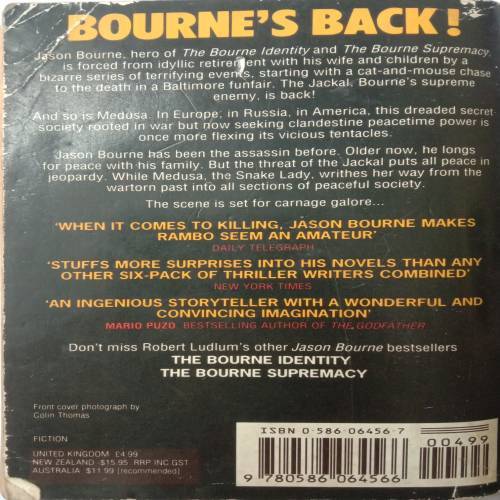 BOURNE'S BACK!
Jason Bourne, hero of The Bourne Identity and The Bourne Supremacy,
is forced from idyllic retirement with his wife and children by a
bizarre series of terrifying events, starting with a cat-and-mouse chase
to the death in a Baltimore funfair. The Jackal, Bourne's supreme
enemy, is back!
And so is Medusa. In Europe, in Russia, in America, this dreaded secret
society rooted in war but now seeking clandestine peacetime power is
once more flexing its vicious tentacles.
Jason Bourne has been the assassin before. Older now, he longs
for peace with his family. But the threat of the Jackal puts all peace in
jeopardy. While Medusa, the Snake Lady, writhes her way from the
wartorn past into all sections of peaceful society.
The scene is set for carnage galore...
'WHEN IT COMES TO KILLING, JASON BOURNE MAKES
RAMBO SEEM AN AMATEUR'
DAILY TELEGRAPH
'STUFFS MORE SURPRISES INTO HIS NOVELS THAN ANY
OTHER SIX-PACK OF THRILLER WRITERS COMBINED'
NEW YORK TIMES
'AN INGENIOUS STORYTELLER WITH A WONDERFUL AND
CONVINCING IMAGINATION'
MARIO PUZO, BESTSELLING AUTHOR OF THE GODFATHER
Don't miss Robert Ludlum's other Jason Bourne bestsellers
THE BOURNE IDENTITY
THE BOURNE SUPREMACY
Front cover photograph by
Colin Thomas
FICTION
UNITED KINGDOM £4.99
NEW ZEALAND $15.95 RRP INC.GST
AUSTRALIA $11.99 [recommended]
ISBN 0-586-06456-7
00499
9 780586 064566